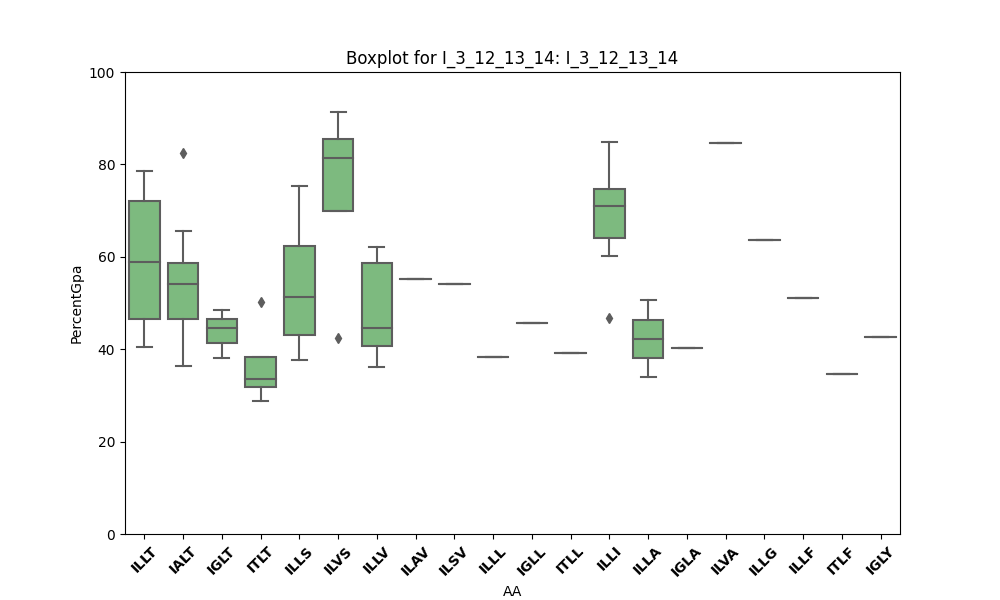 Boxplot for I_3_12_13_14: I_3_12_13_14
PercentGpa
100
80
60
40
20
0
ILLT IALT IGLT ITLT ILLS ILVS ILLV ILAV ILSV ILLL IGLL ITLL ILLI ILLA IGLA ILVA ILLG ILLF ITLF IGLY
AA